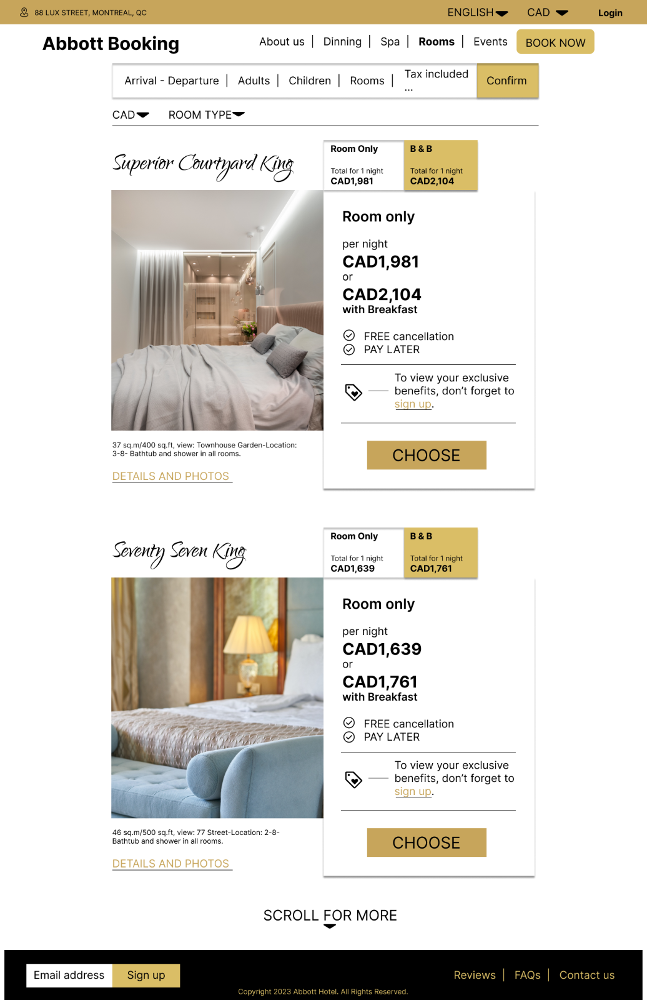 88 LUX STREET, MONTREAL, QC
ENGLISH
CAD
Login
Abbott Booking
About us | Dinning | Spa | Rooms | Events
BOOK NOW
Arrival - Departure | Adults | Children | Rooms | Tax included
...
Confirm
CAD
ROOM TYPE
Superior Courtyard King
Room Only
Total for 1 night
CAD1,981
B & B
Total for 1 night
CAD2,104
Room only
per night
CAD1,981
or
CAD2,104
with Breakfast
FREE cancellation
PAY LATER
To view your exclusive
benefits, don’t forget to
sign up.
CHOOSE
37 sq.m/400 sq.ft, view: Townhouse Garden-Location:
3-8- Bathtub and shower in all rooms.
DETAILS AND PHOTOS
Seventy Seven King
Room Only
Total for 1 night
CAD1,639
B & B
Total for 1 night
CAD1,761
Room only
per night
CAD1,639
or
CAD1,761
with Breakfast
FREE cancellation
PAY LATER
To view your exclusive
benefits, don’t forget to
sign up.
CHOOSE
46 sq.m/500 sq.ft, view: 77 Street-Location: 2-8-
Bathtub and shower in all rooms.
DETAILS AND PHOTOS
SCROLL FOR MORE
Email address
Sign up
Reviews | FAQs | Contact us
Copyright 2023 Abbott Hotel. All Rights Reserved.